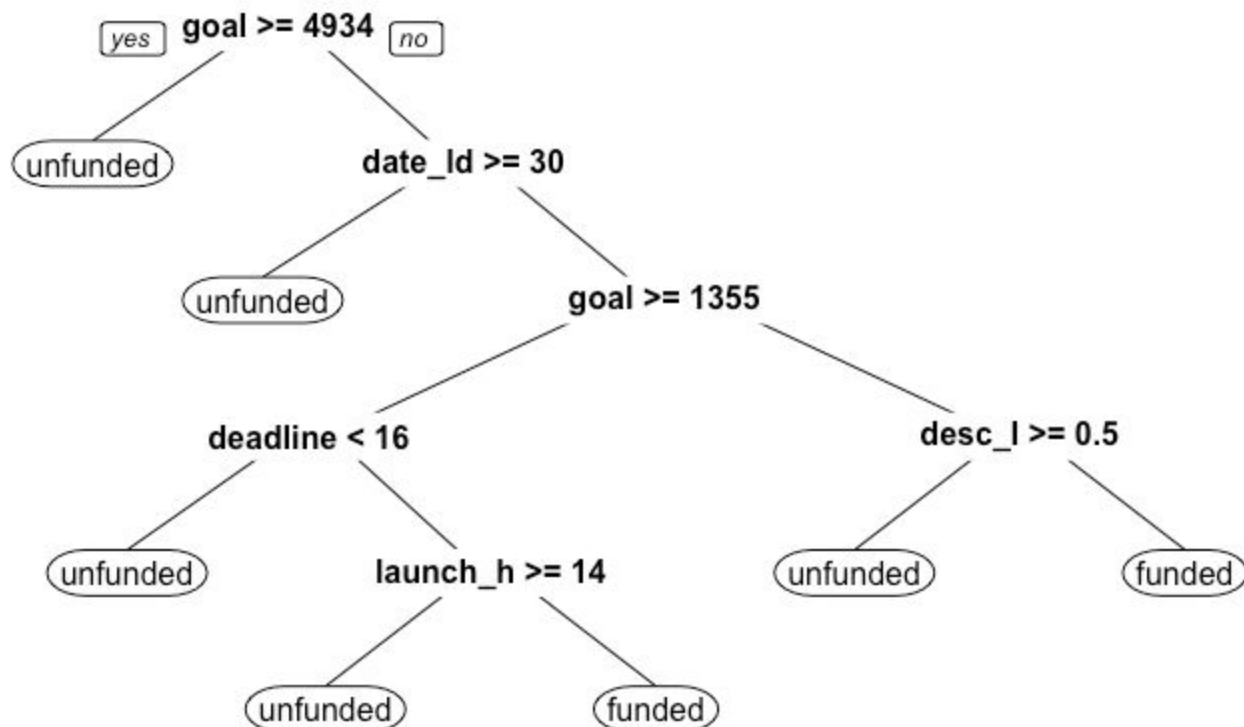 yes goal >= 4934 no
unfunded date_ld >= 30
unfunded goal >= 1355
deadline < 16 desc_l >= 0.5
unfunded launch_h >= 14 unfunded funded
unfunded funded